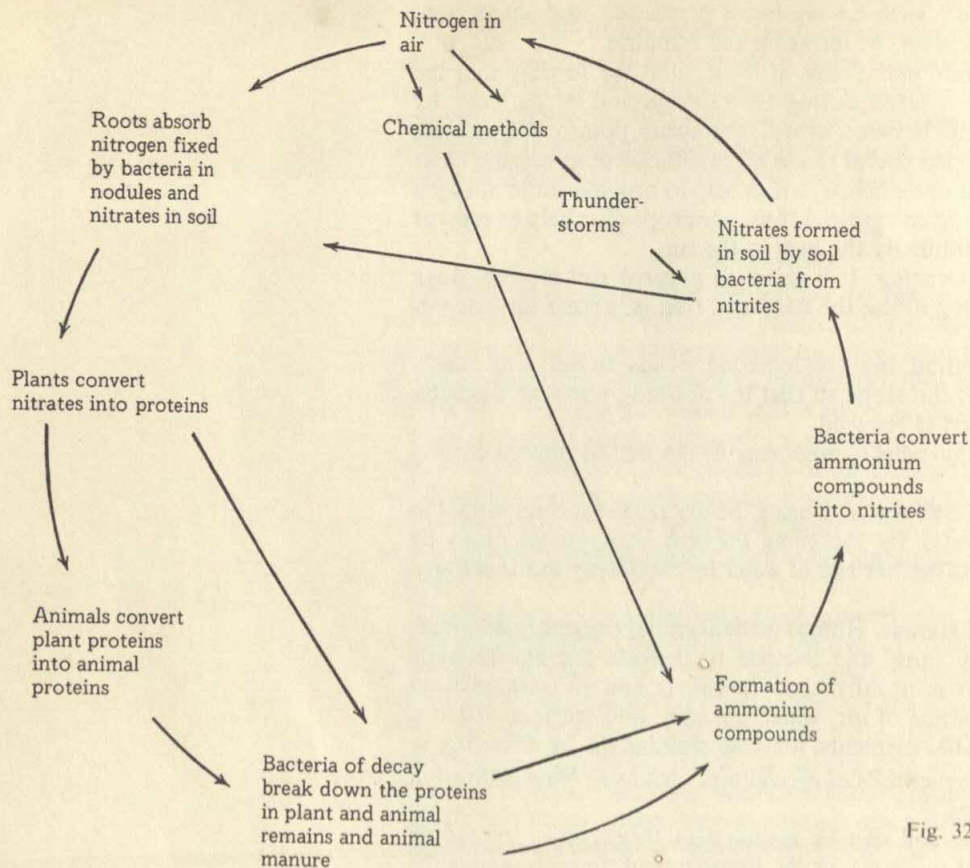 Nitrogen in
air
Roots absorb
nitrogen fixed
by bacteria in
nodules and
nitrates in soil
Chemical methods
Thunder-
storms
Nitrates formed
in soil by soil
bacteria from
nitrites
Plants convert
nitrates into proteins
Bacteria convert
ammonium
compounds
into nitrites
Animals convert
plant proteins
into animal
proteins
Formation of
ammonium
compounds
Bacteria of decay
break down the proteins
in plant and animal
remains and animal
manure
Fig. 32